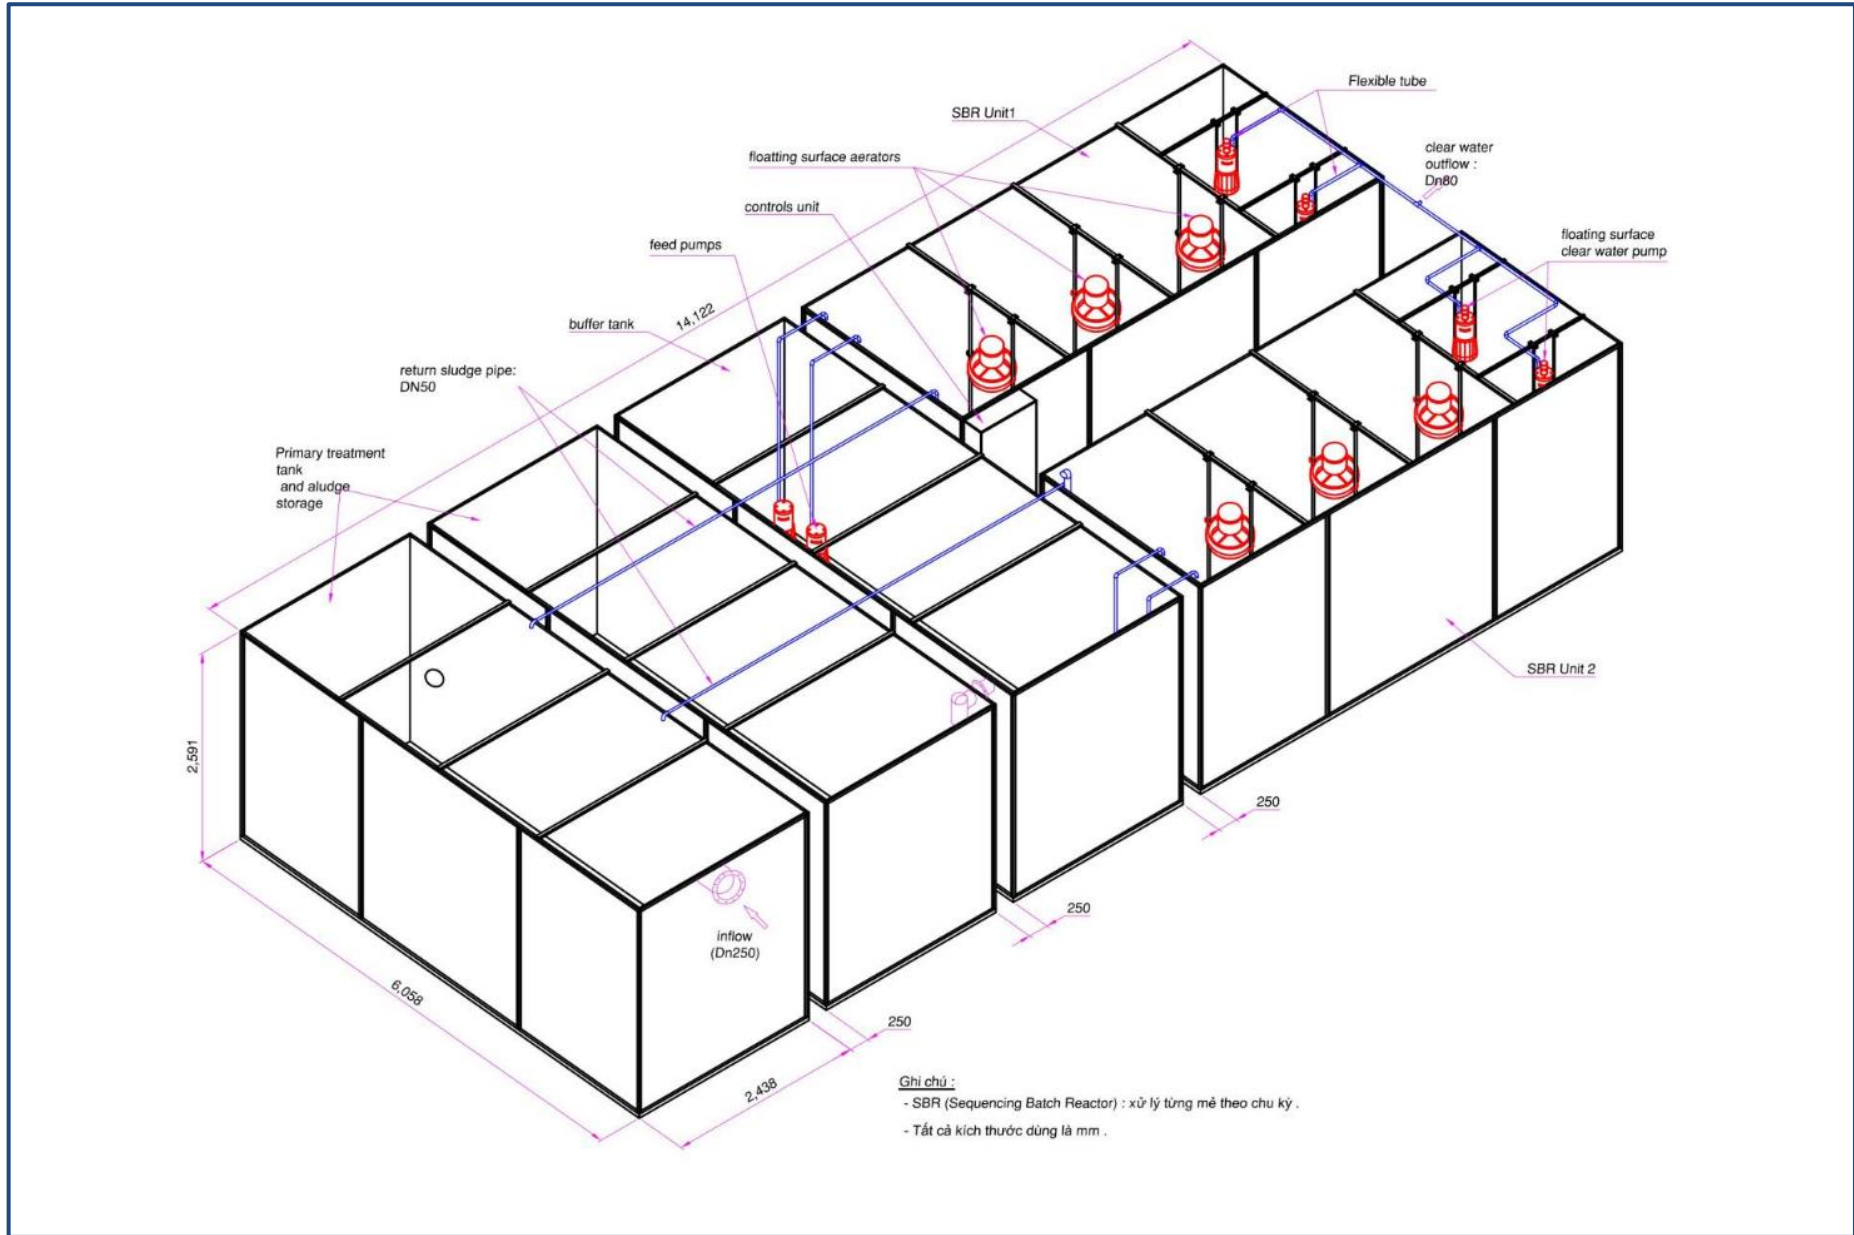 Flexible tube
SBR Unit1
clear water
outflow :
Dn80
floatting surface aerators
controls unit
feed pumps
floating surface
clear water pump
14,122
buffer tank
return sludge pipe:
DN50
Primary treatment
tank
and aludge
storage
SBR Unit 2
2,591
250
250
inflow
(Dn250)
6,058
250
2,438
Ghi chú :
- SBR (Sequencing Batch Reactor) : xử lý từng mẻ theo chu kỳ .
- Tất cả kích thước dùng là mm .